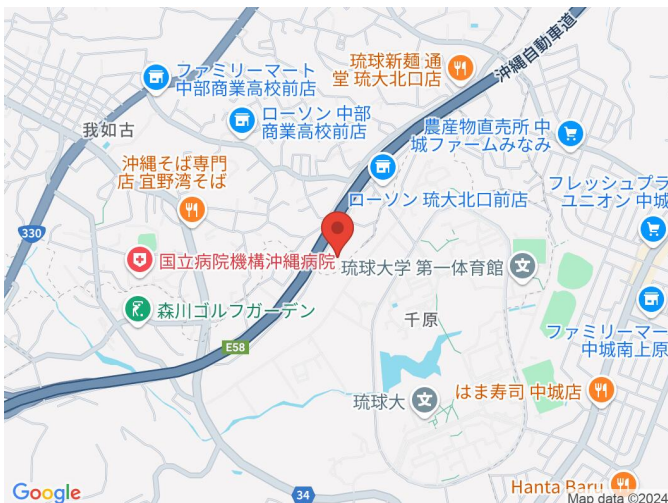 琉球新麺 通
堂 琉大北口店
沖縄自動車道
ファミリーマート
中部商業高校前店
ローソン 中部
商業高校前店
我如古
農産物直売所 中
城ファームみなみ
沖縄そば専門
店 宜野湾そば
ローソン 琉大北口前店
フレッシュプラ
ユニオン 中城
330
国立病院機構沖縄病院
琉球大学 第一体育館
森川ゴルフガーデン
千原
ファミリーマー
中城南上原
E58
はま寿司 中城店
琉球大
34
Hanta Baru
Google
Map data ©2024